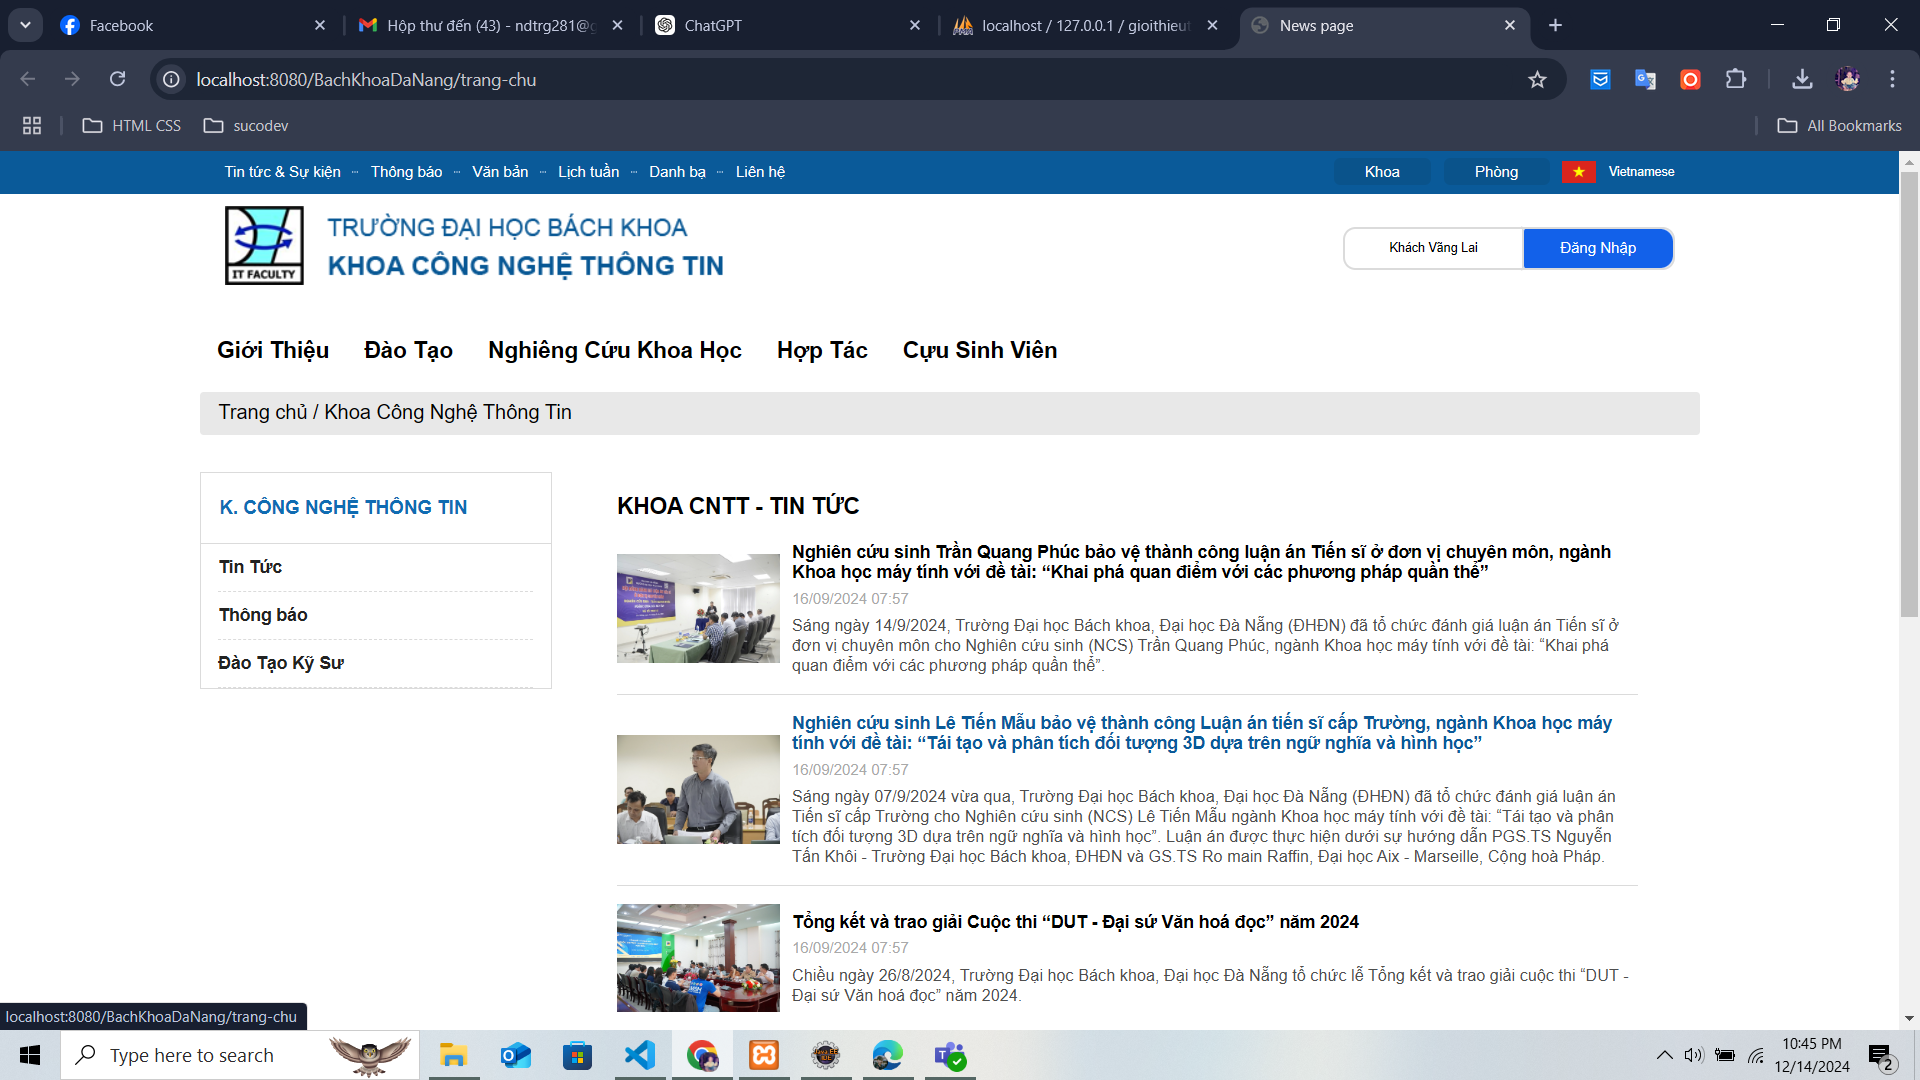 Facebook
Hộp thư đến (43) - ndtrg281@g
ChatGPT
localhost / 127.0.0.1 / gioithieut
News page
localhost:8080/BachKhoaDaNang/trang-chu
HTML CSS
sucodev
All Bookmarks
Tin tức & Sự kiện ··· Thông báo ··· Văn bản ··· Lịch tuần ··· Danh bạ ··· Liên hệ
Khoa
Phòng
Vietnamese
IT FACULTY
TRƯỜNG ĐẠI HỌC BÁCH KHOA
KHOA CÔNG NGHỆ THÔNG TIN
Khách Vãng Lai
Đăng Nhập
Giới Thiệu
Đào Tạo
Nghiêng Cứu Khoa Học
Hợp Tác
Cựu Sinh Viên
Trang chủ / Khoa Công Nghệ Thông Tin
K. CÔNG NGHỆ THÔNG TIN
Tin Tức
Thông báo
Đào Tạo Kỹ Sư
KHOA CNTT - TIN TỨC
Nghiên cứu sinh Trần Quang Phúc bảo vệ thành công luận án Tiến sĩ ở đơn vị chuyên môn, ngành
Khoa học máy tính với đề tài: “Khai phá quan điểm với các phương pháp quần thể”
16/09/2024 07:57
Sáng ngày 14/9/2024, Trường Đại học Bách khoa, Đại học Đà Nẵng (ĐHĐN) đã tổ chức đánh giá luận án Tiến sĩ ở
đơn vị chuyên môn cho Nghiên cứu sinh (NCS) Trần Quang Phúc, ngành Khoa học máy tính với đề tài: “Khai phá
quan điểm với các phương pháp quần thể”.
Nghiên cứu sinh Lê Tiến Mẫu bảo vệ thành công Luận án tiến sĩ cấp Trường, ngành Khoa học máy
tính với đề tài: “Tái tạo và phân tích đối tượng 3D dựa trên ngữ nghĩa và hình học”
16/09/2024 07:57
Sáng ngày 07/9/2024 vừa qua, Trường Đại học Bách khoa, Đại học Đà Nẵng (ĐHĐN) đã tổ chức đánh giá luận án
Tiến sĩ cấp Trường cho Nghiên cứu sinh (NCS) Lê Tiến Mẫu ngành Khoa học máy tính với đề tài: “Tái tạo và phân
tích đối tượng 3D dựa trên ngữ nghĩa và hình học”. Luận án được thực hiện dưới sự hướng dẫn PGS.TS Nguyễn
Tấn Khôi - Trường Đại học Bách khoa, ĐHĐN và GS.TS Ro main Raffin, Đại học Aix - Marseille, Cộng hoà Pháp.
Tổng kết và trao giải Cuộc thi “DUT - Đại sứ Văn hoá đọc” năm 2024
16/09/2024 07:57
Chiều ngày 26/8/2024, Trường Đại học Bách khoa, Đại học Đà Nẵng tổ chức lễ Tổng kết và trao giải cuộc thi “DUT -
Đại sứ Văn hoá đọc” năm 2024.
localhost:8080/BachKhoaDaNang/trang-chu
Type here to search
10:45 PM
12/14/2024
2